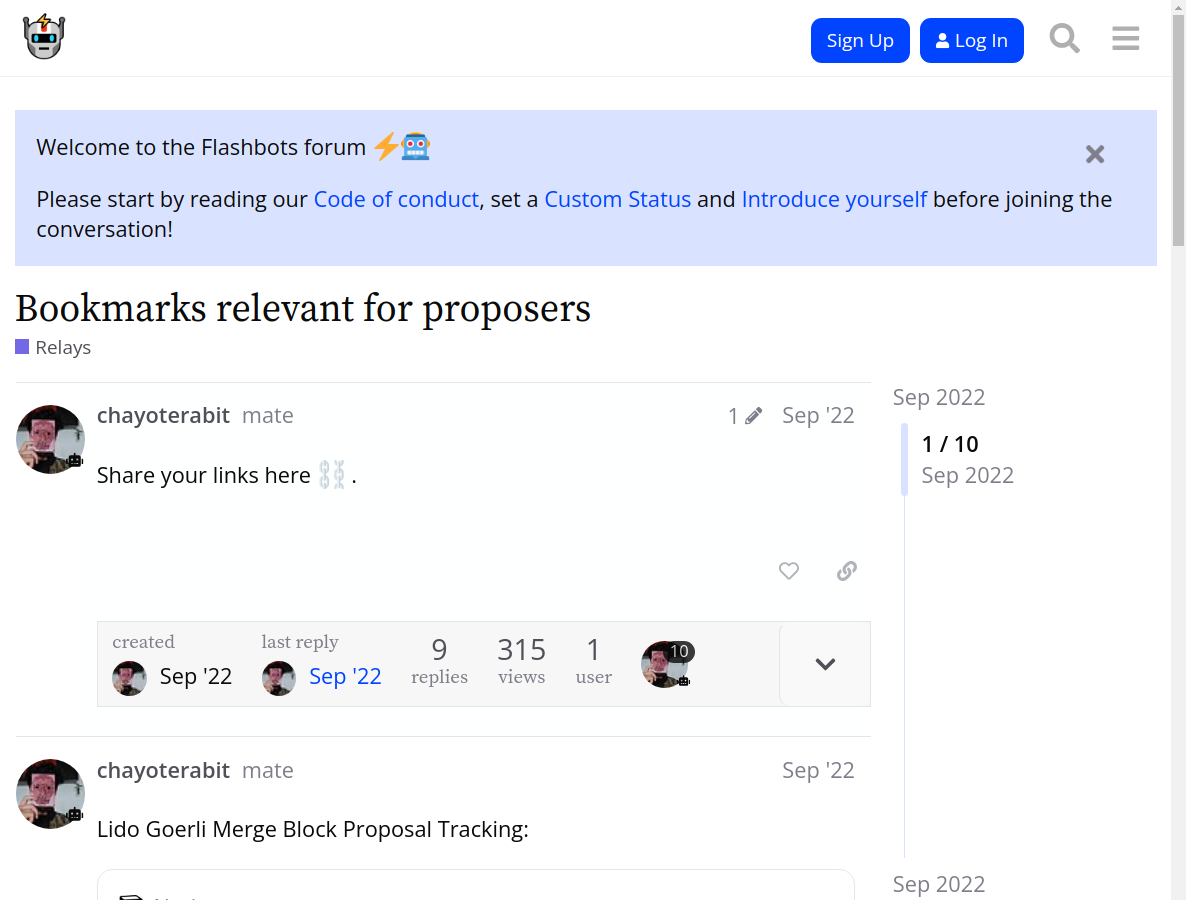 Sign Up
Log In
Welcome to the Flashbots forum
Please start by reading our Code of conduct, set a Custom Status and Introduce yourself before joining the
conversation!
Bookmarks relevant for proposers
Relays
chayoterabit mate
1
Sep '22
Share your links here .
Sep 2022
1 / 10
Sep 2022
created
Sep '22
last reply
Sep '22
9
replies
315
views
1
user
10
chayoterabit mate
Sep '22
Lido Goerli Merge Block Proposal Tracking:
Sep 2022